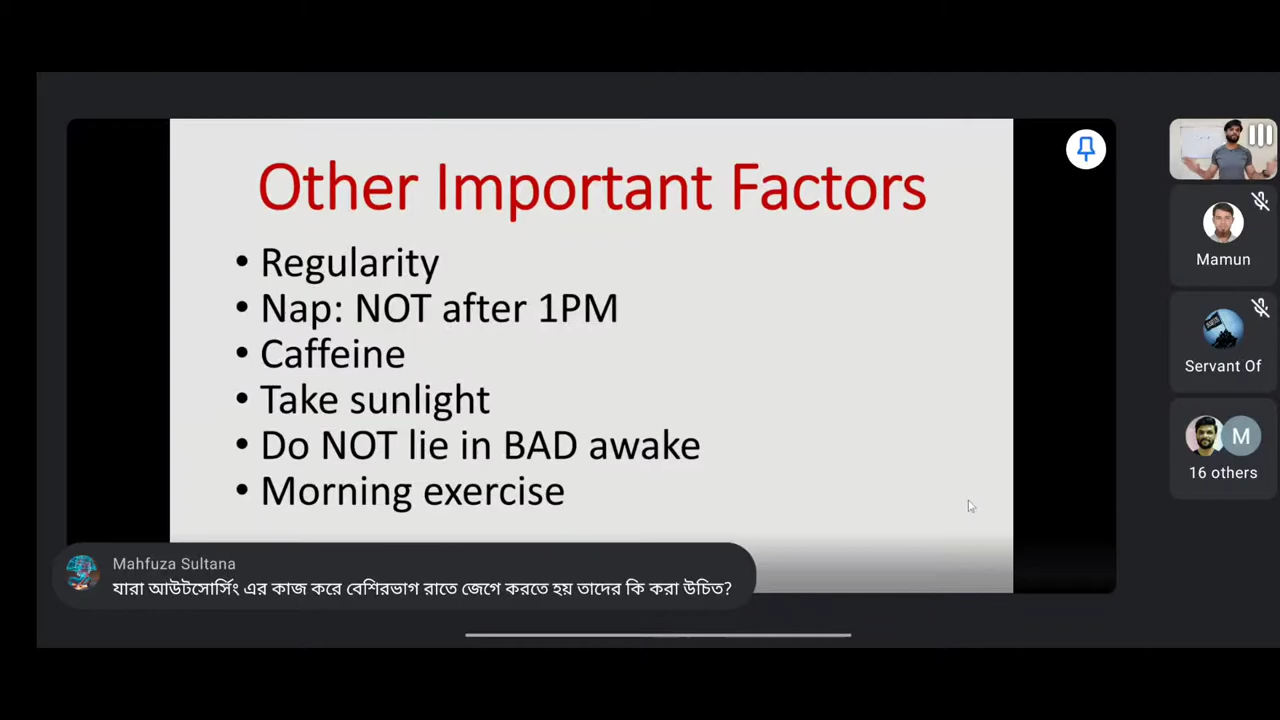 Other Important Factors
• Regularity
• Nap: NOT after 1PM
• Caffeine
• Take sunlight
• Do NOT lie in BAD awake
• Morning exercise
Mamun
Servant Of
M
16 others
Mahfuza Sultana
যারা আউটসোর্সিং এর কাজ করে বেশিরভাগ রাতে জেগে করতে হয় তাদের কি করা উচিত?